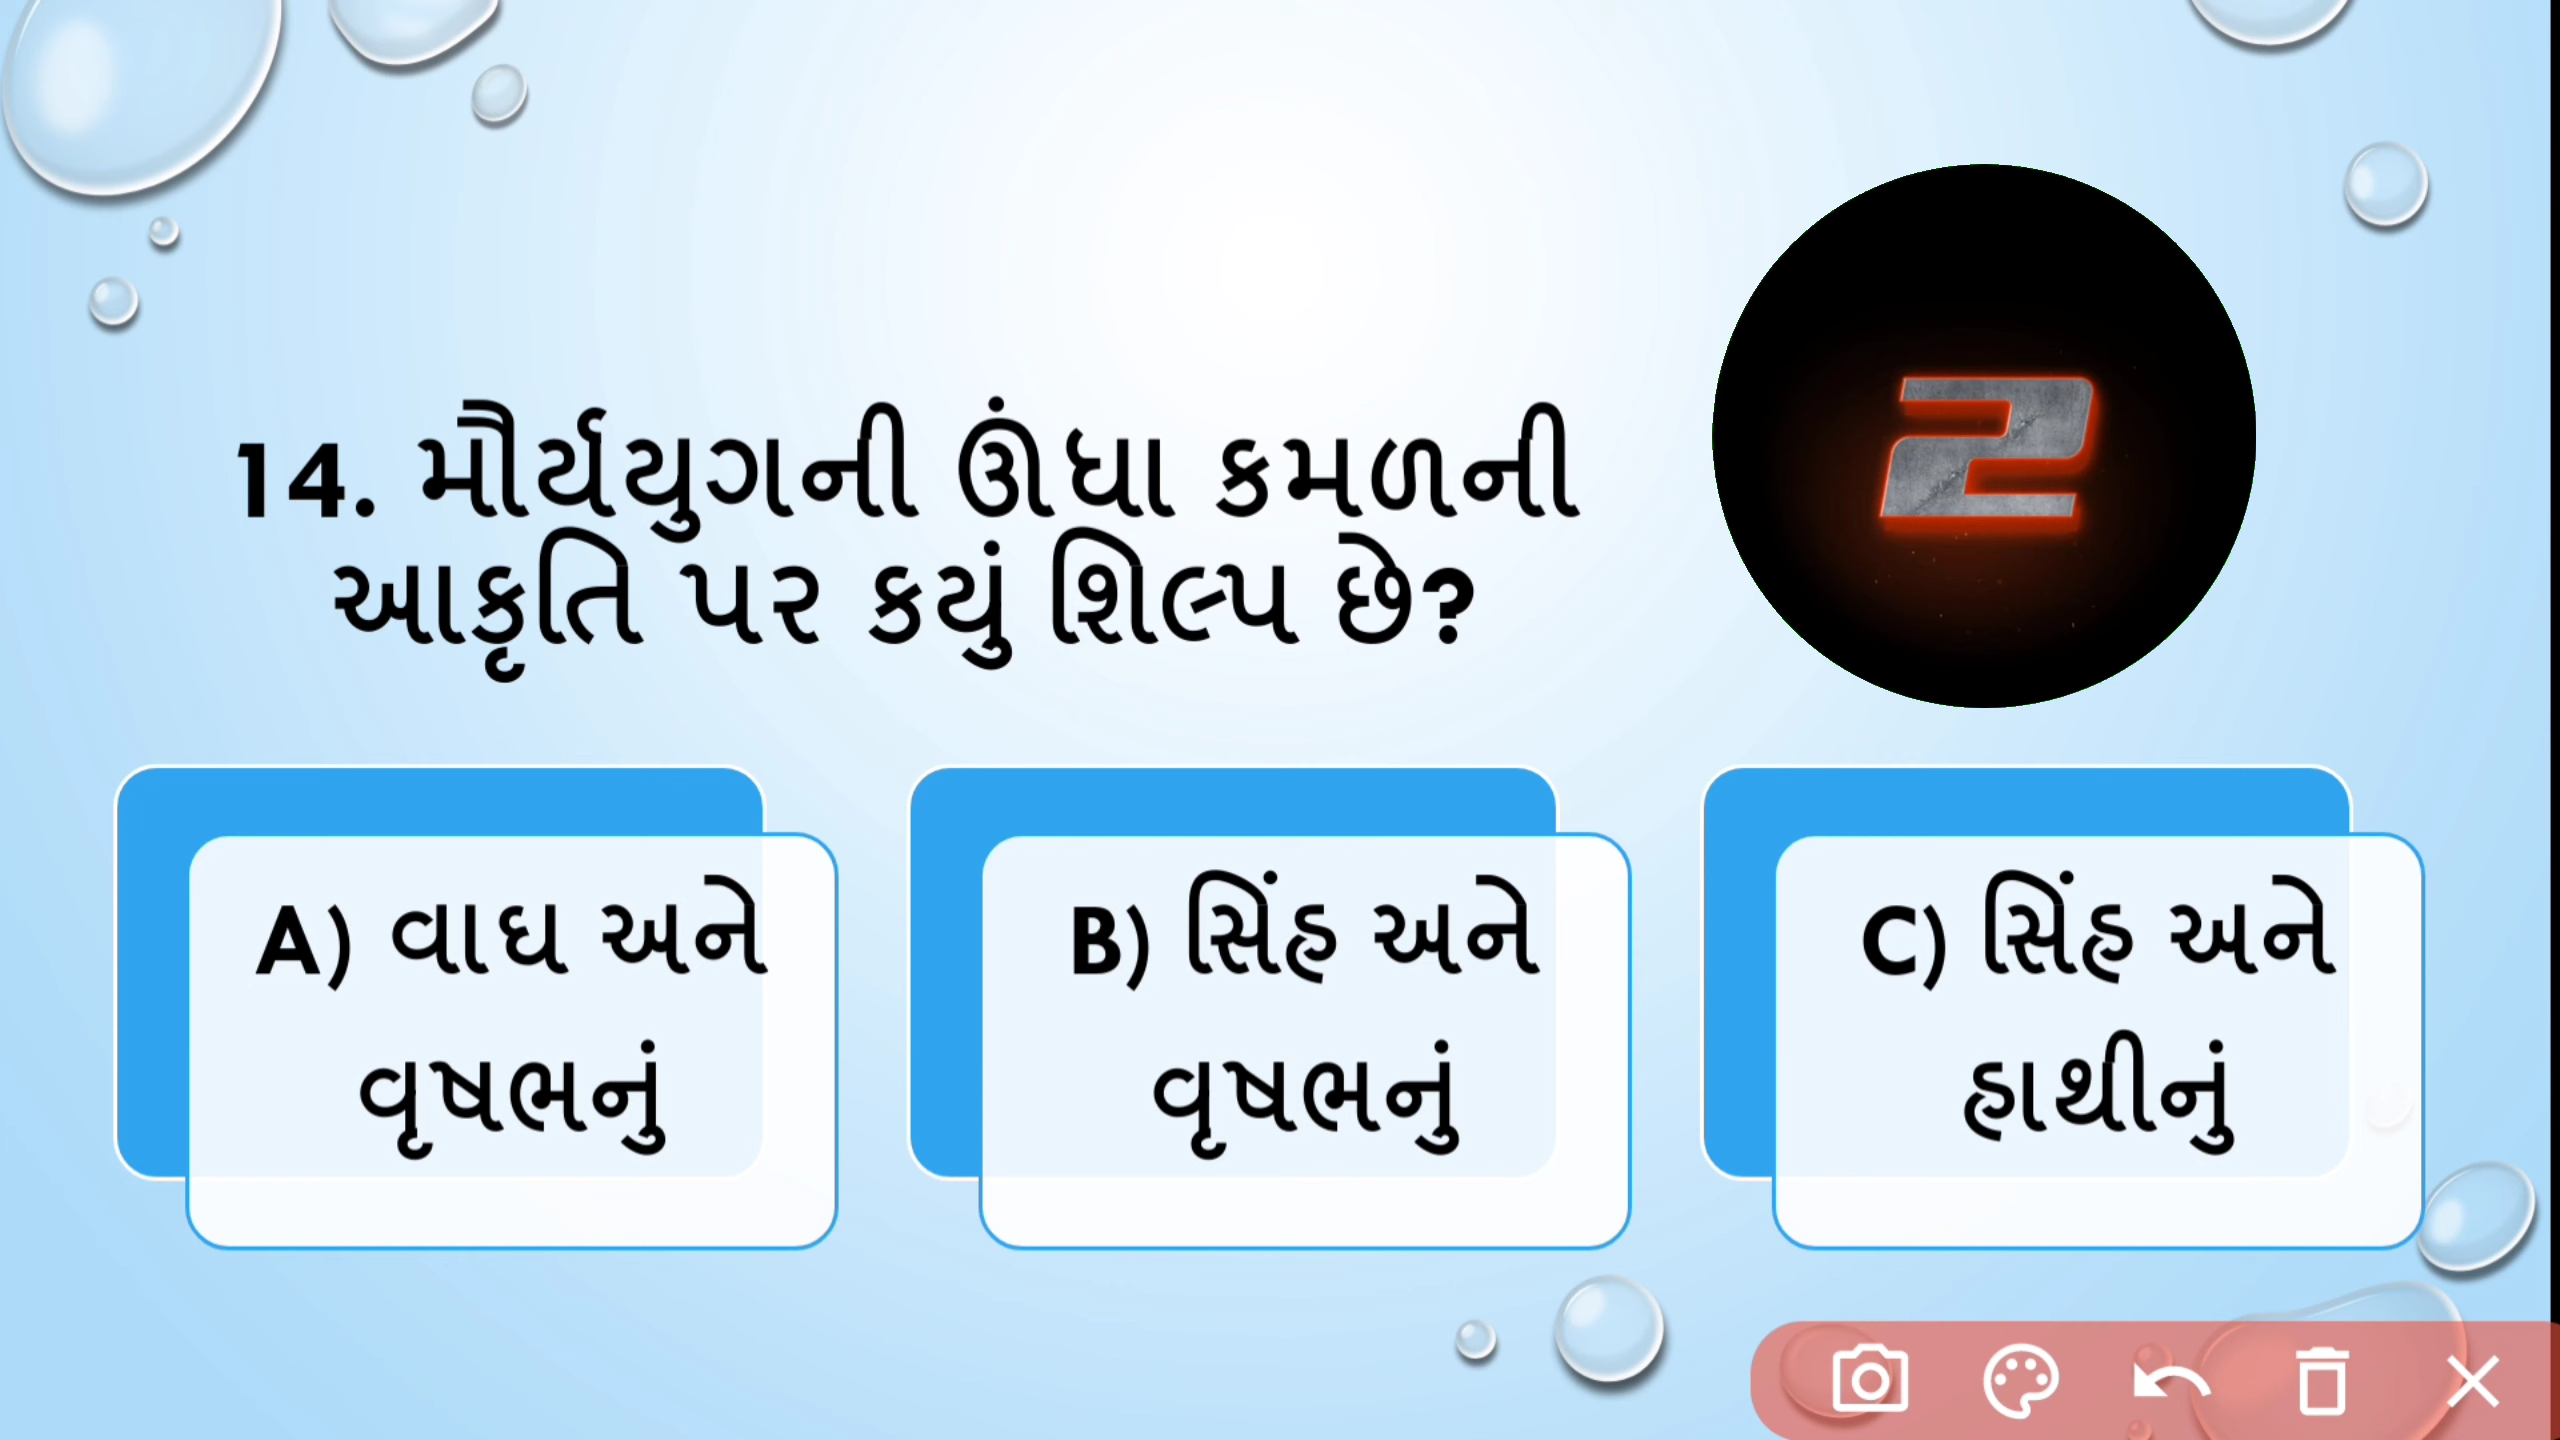 14. મૌર્યયુગની ઊંધા કમળની
આકૃતિ પર કયું શિલ્પ છે?
2
A) વાઘ અને
વૃષભનું
B) સિંહ અને
વૃષભનું
C) સિંહ અને
હાથીનું